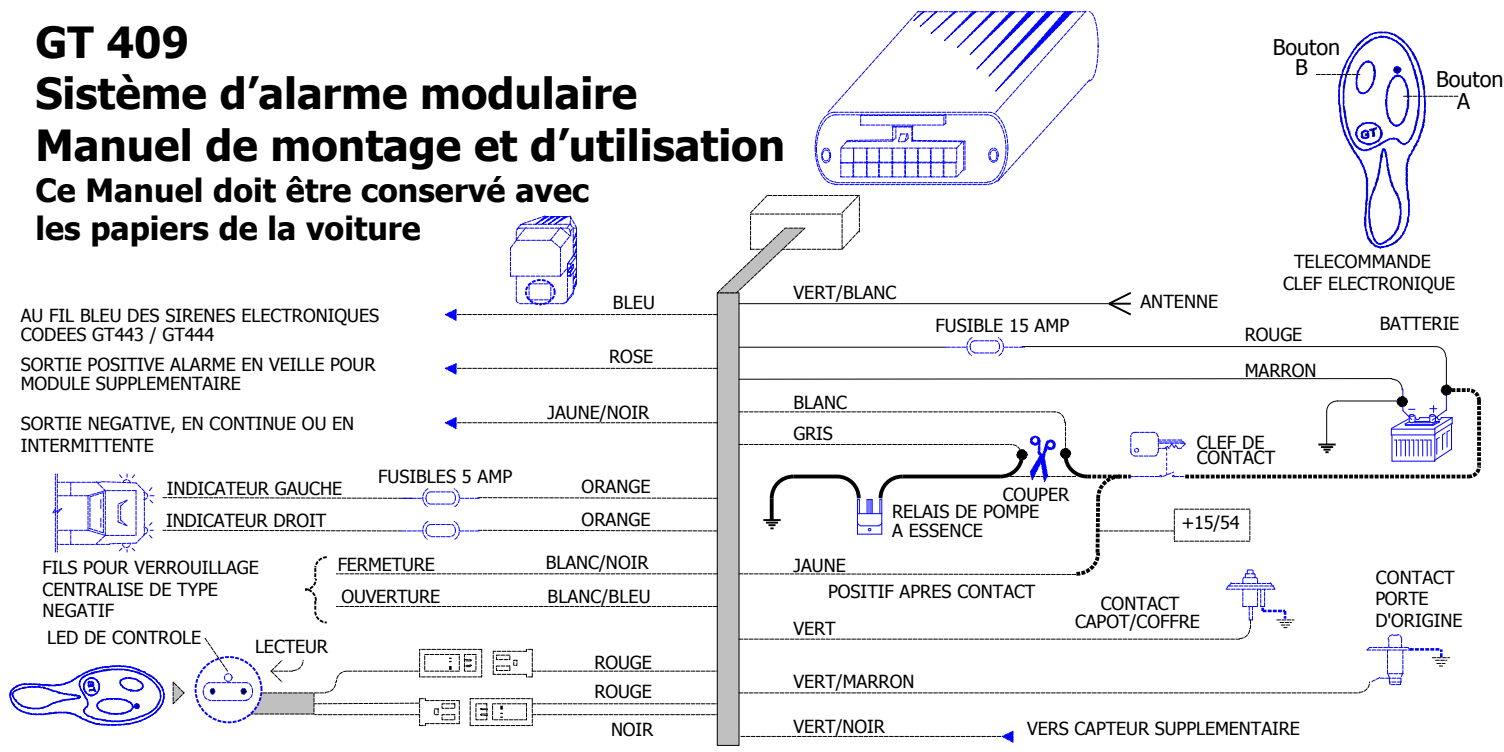 GT 409
Sistème d’alarme modulaire
Manuel de montage et d’utilisation
Ce Manuel doit être conservé avec
les papiers de la voiture
Bouton
B
Bouton
A
GT
TELECOMMANDE
CLEF ELECTRONIQUE
AU FIL BLEU DES SIRENES ELECTRONIQUES
CODEES GT443 / GT444
BLEU
SORTIE POSITIVE ALARME EN VEILLE POUR
MODULE SUPPLEMENTAIRE
ROSE
SORTIE NEGATIVE, EN CONTINUE OU EN
INTERMITTENTE
JAUNE/NOIR
INDICATEUR GAUCHE
FUSIBLES 5 AMP
ORANGE
INDICATEUR DROIT
ORANGE
FILS POUR VERROUILLAGE
CENTRALISE DE TYPE
NEGATIF
FERMETURE
BLANC/NOIR
OUVERTURE
BLANC/BLEU
LED DE CONTROLE
LECTEUR
GT
ROUGE
ROUGE
NOIR
VERT/BLANC
ANTENNE
FUSIBLE 15 AMP
ROUGE
BATTERIE
MARRON
- +
BLANC
GRIS
COUPER
CLEF DE
CONTACT
RELAIS DE POMPE
A ESSENCE
+15/54
JAUNE
POSITIF APRES CONTACT
CONTACT
CAPOT/COFFRE
VERT
CONTACT
PORTE
D'ORIGINE
VERT/MARRON
VERT/NOIR
VERS CAPTEUR SUPPLEMENTAIRE